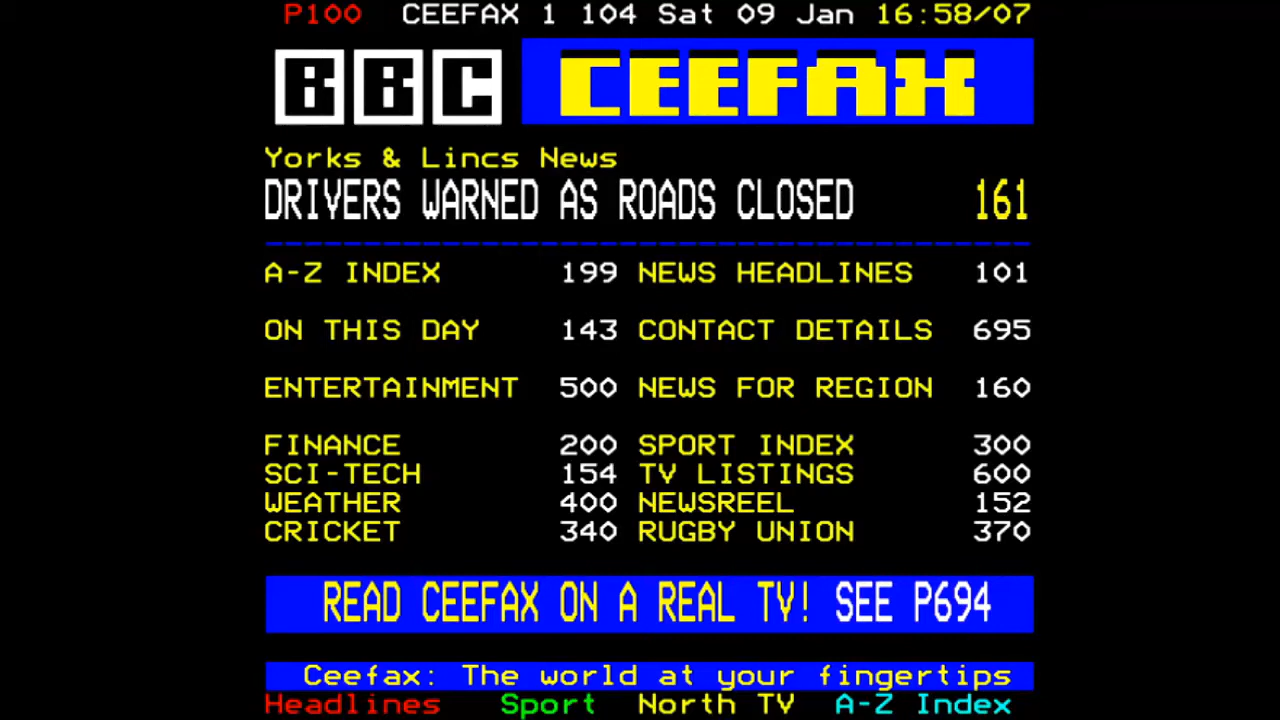 P100 CEEFAX 1 104 Sat 09 Jan 16:58/07
BBC CEEFAX
Yorks & Lincs News
DRIVERS WARNED AS ROADS CLOSED 161
A-Z INDEX 199 NEWS HEADLINES 101
ON THIS DAY 143 CONTACT DETAILS 695
ENTERTAINMENT 500 NEWS FOR REGION 160
FINANCE 200 SPORT INDEX 300
SCI-TECH 154 TV LISTINGS 600
WEATHER 400 NEWSREEL 152
CRICKET 340 RUGBY UNION 370
READ CEEFAX ON A REAL TV! SEE P694
Ceefax: The world at your fingertips
Headlines Sport North TV A-Z Index